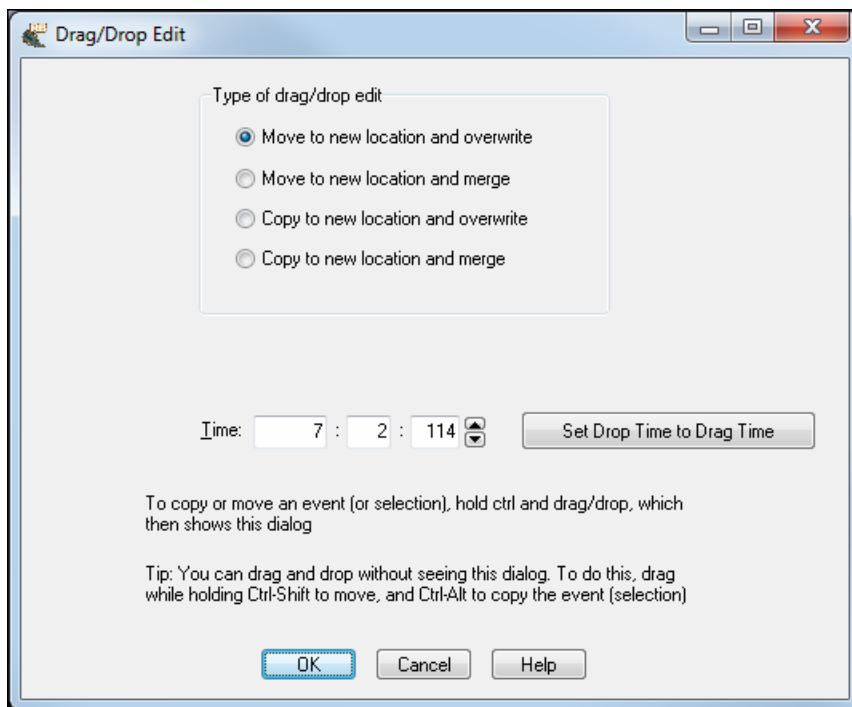 Drag/Drop Edit
Type of drag/drop edit
Move to new location and overwrite
Move to new location and merge
Copy to new location and overwrite
Copy to new location and merge
Time: 7 : 2 : 114 Set Drop Time to Drag Time
To copy or move an event (or selection), hold ctrl and drag/drop, which
then shows this dialog
Tip: You can drag and drop without seeing this dialog. To do this, drag
while holding Ctrl-Shift to move, and Ctrl-Alt to copy the event (selection)
OK Cancel Help